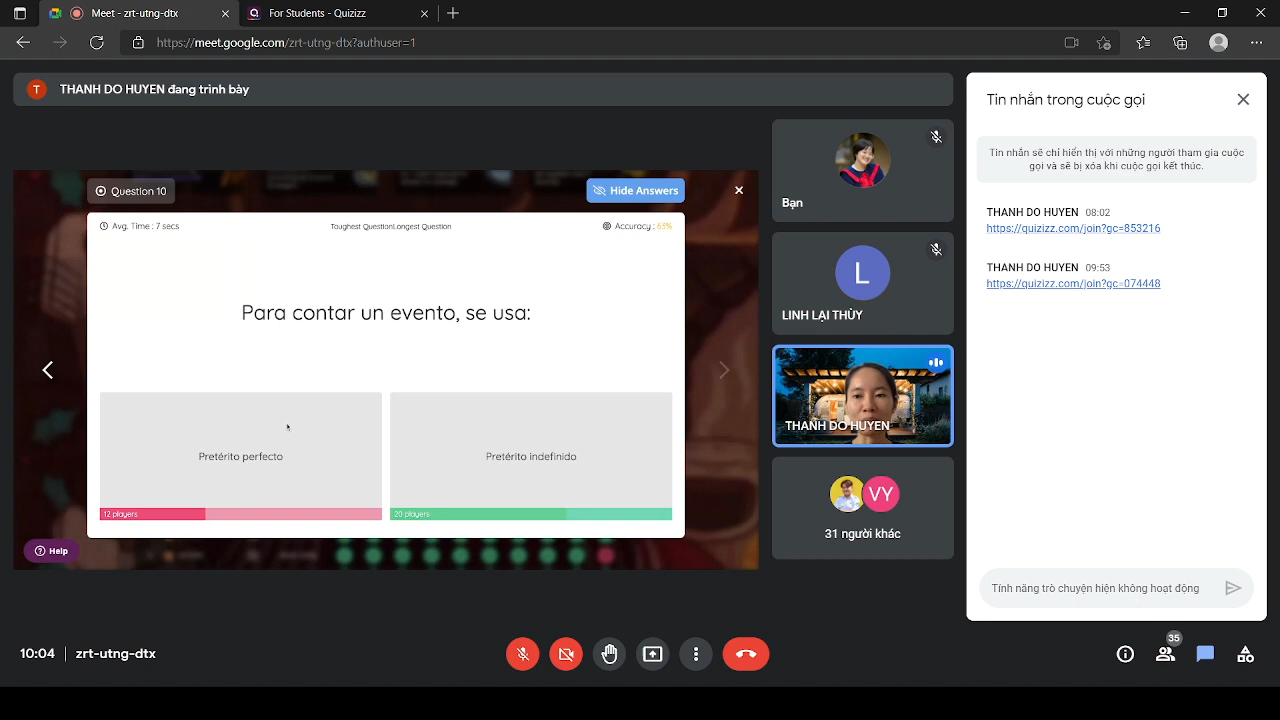 Meet - zrt-utng-dtx
For Students - Quizizz
https://meet.google.com/zrt-utng-dtx?authuser=1
T THANH DO HUYEN đang trình bày
Question 10
Hide Answers
Avg. Time : 7 secs
Toughest QuestionLongest Question
Accuracy : 63%
Para contar un evento, se usa:
Pretérito perfecto
Pretérito indefinido
12 players
20 players
Help
Bạn
L
LINH LẠI THÙY
THANH DO HUYEN
VY
31 người khác
Tin nhắn trong cuộc gọi
Tin nhắn sẽ chỉ hiển thị với những người tham gia cuộc
gọi và sẽ bị xóa khi cuộc gọi kết thúc.
THANH DO HUYEN 08:02
https://quizizz.com/join?gc=853216
THANH DO HUYEN 09:53
https://quizizz.com/join?gc=074448
Tính năng trò chuyện hiện không hoạt động
10:04 | zrt-utng-dtx
35